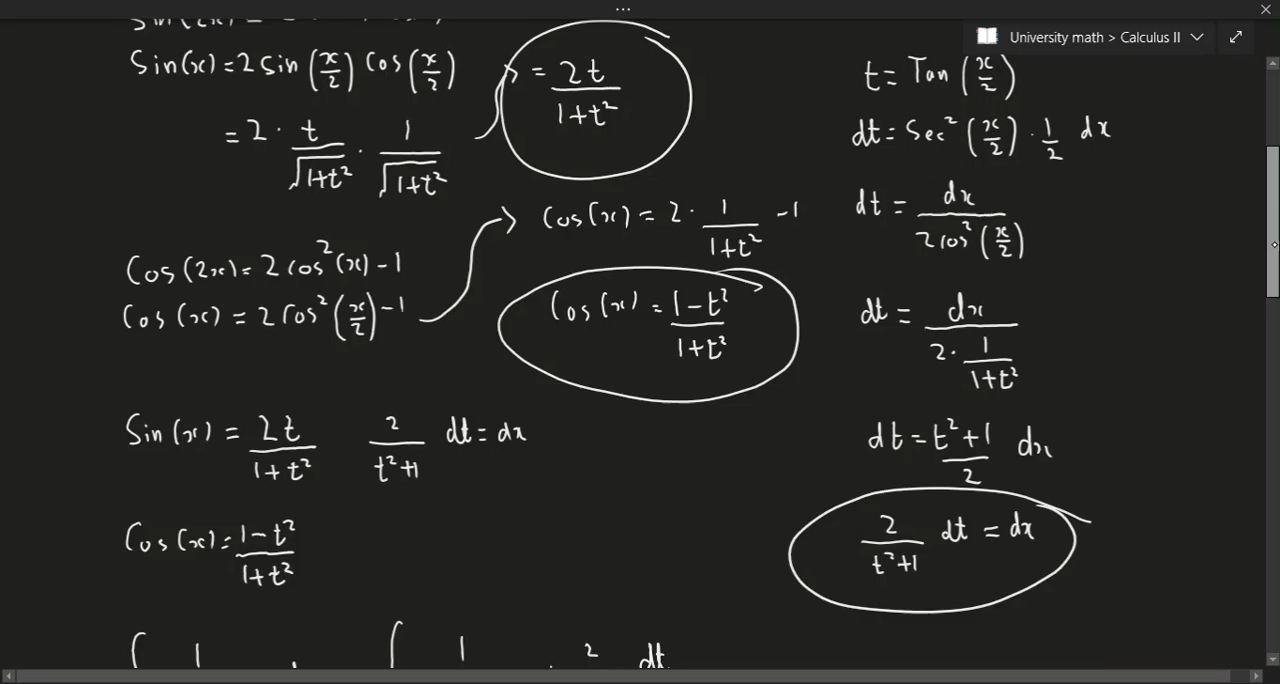 ...
University math > Calculus II
Sin(x) = 2 Sin(x/2) Cos(x/2)
= 2 · t/√(1+t²) · 1/√(1+t²)
= 2t/(1+t²)
Cos(2x) = 2cos²(x) - 1
Cos(x) = 2cos²(x/2) - 1
Cos(x) = 2 · 1/(1+t²) - 1
Cos(x) = (1-t²)/(1+t²)
t = Tan(x/2)
dt = Sec²(x/2) · 1/2 dx
dt = dx/(2cos²(x/2))
dt = dx/(2 · 1/(1+t²))
dt = (t²+1)/2 dx
2/(t²+1) dt = dx
Sin(x) = 2t/(1+t²)
2/(t²+1) dt = dx
Cos(x) = (1-t²)/(1+t²)